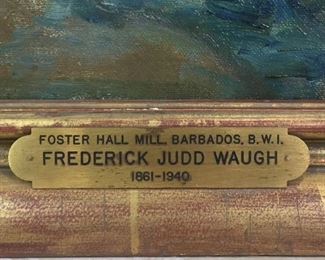 FOSTER HALL MILL, BARBADOS, B.W.I.
FREDERICK JUDD WAUGH
1861-1940